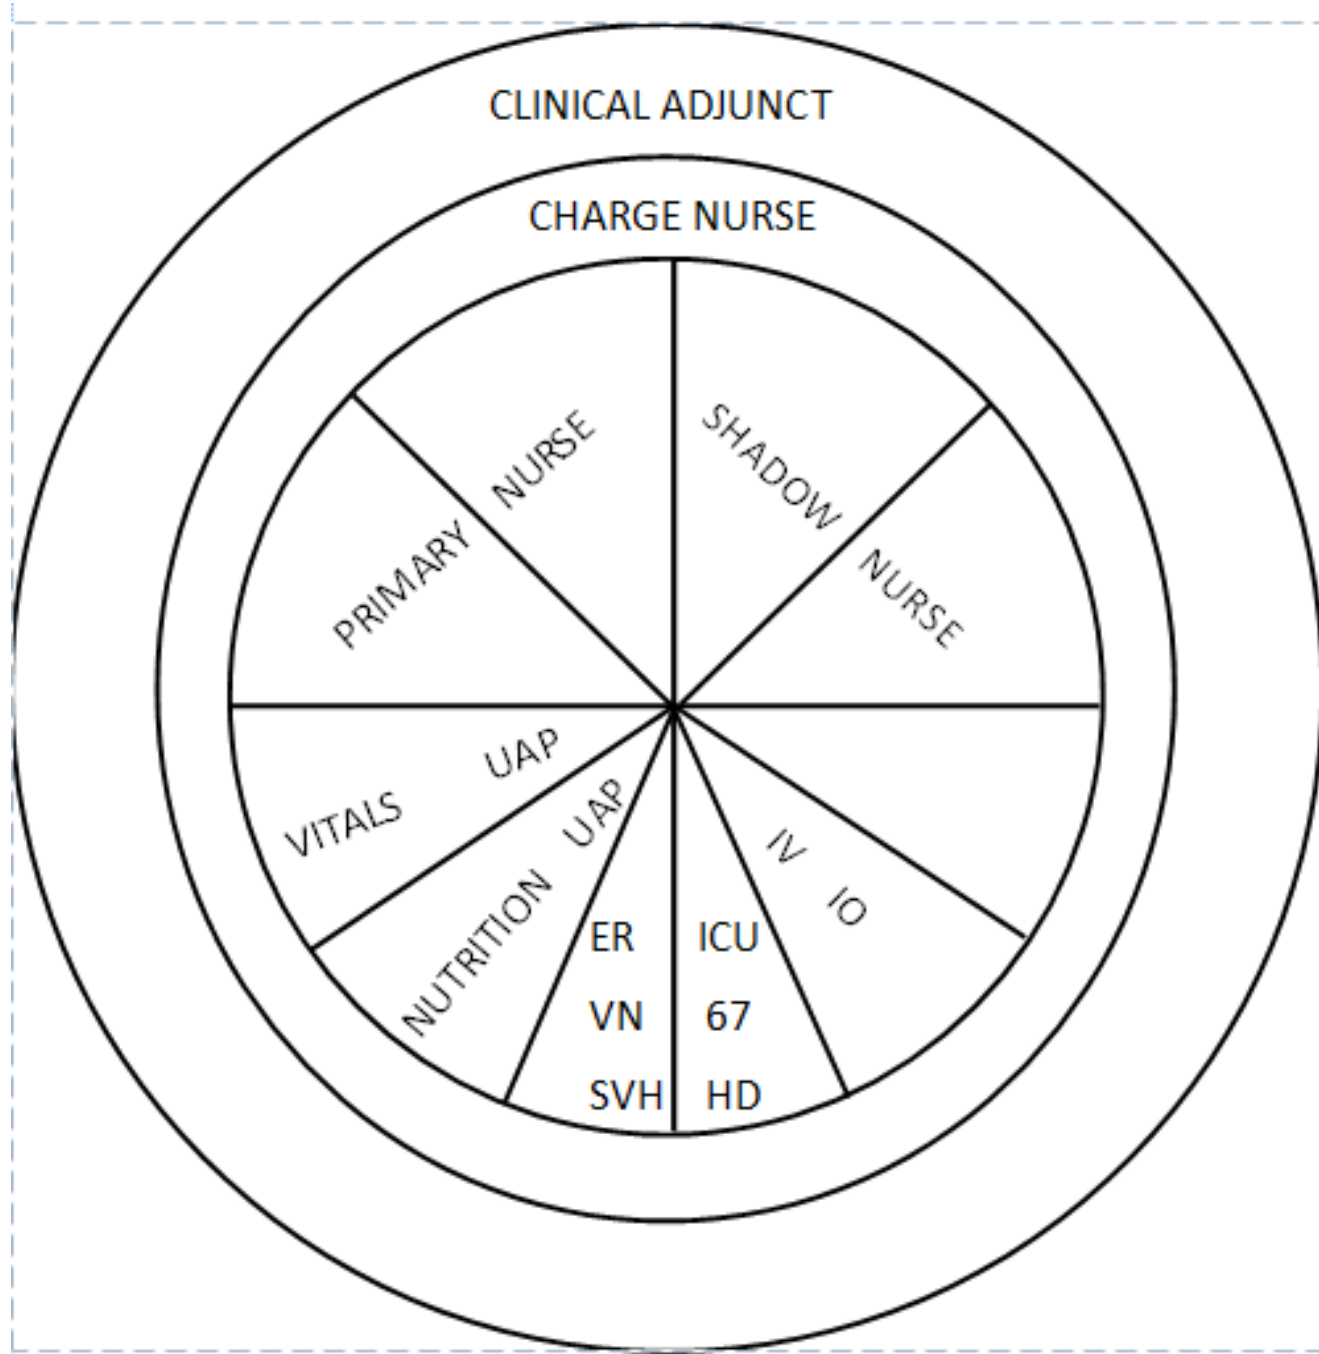 CLINICAL ADJUNCT
CHARGE NURSE
PRIMARY NURSE
SHADOW NURSE
VITALS UAP
NUTRITION UAP
ER ICU
VN 67
SVH HD
IV IO